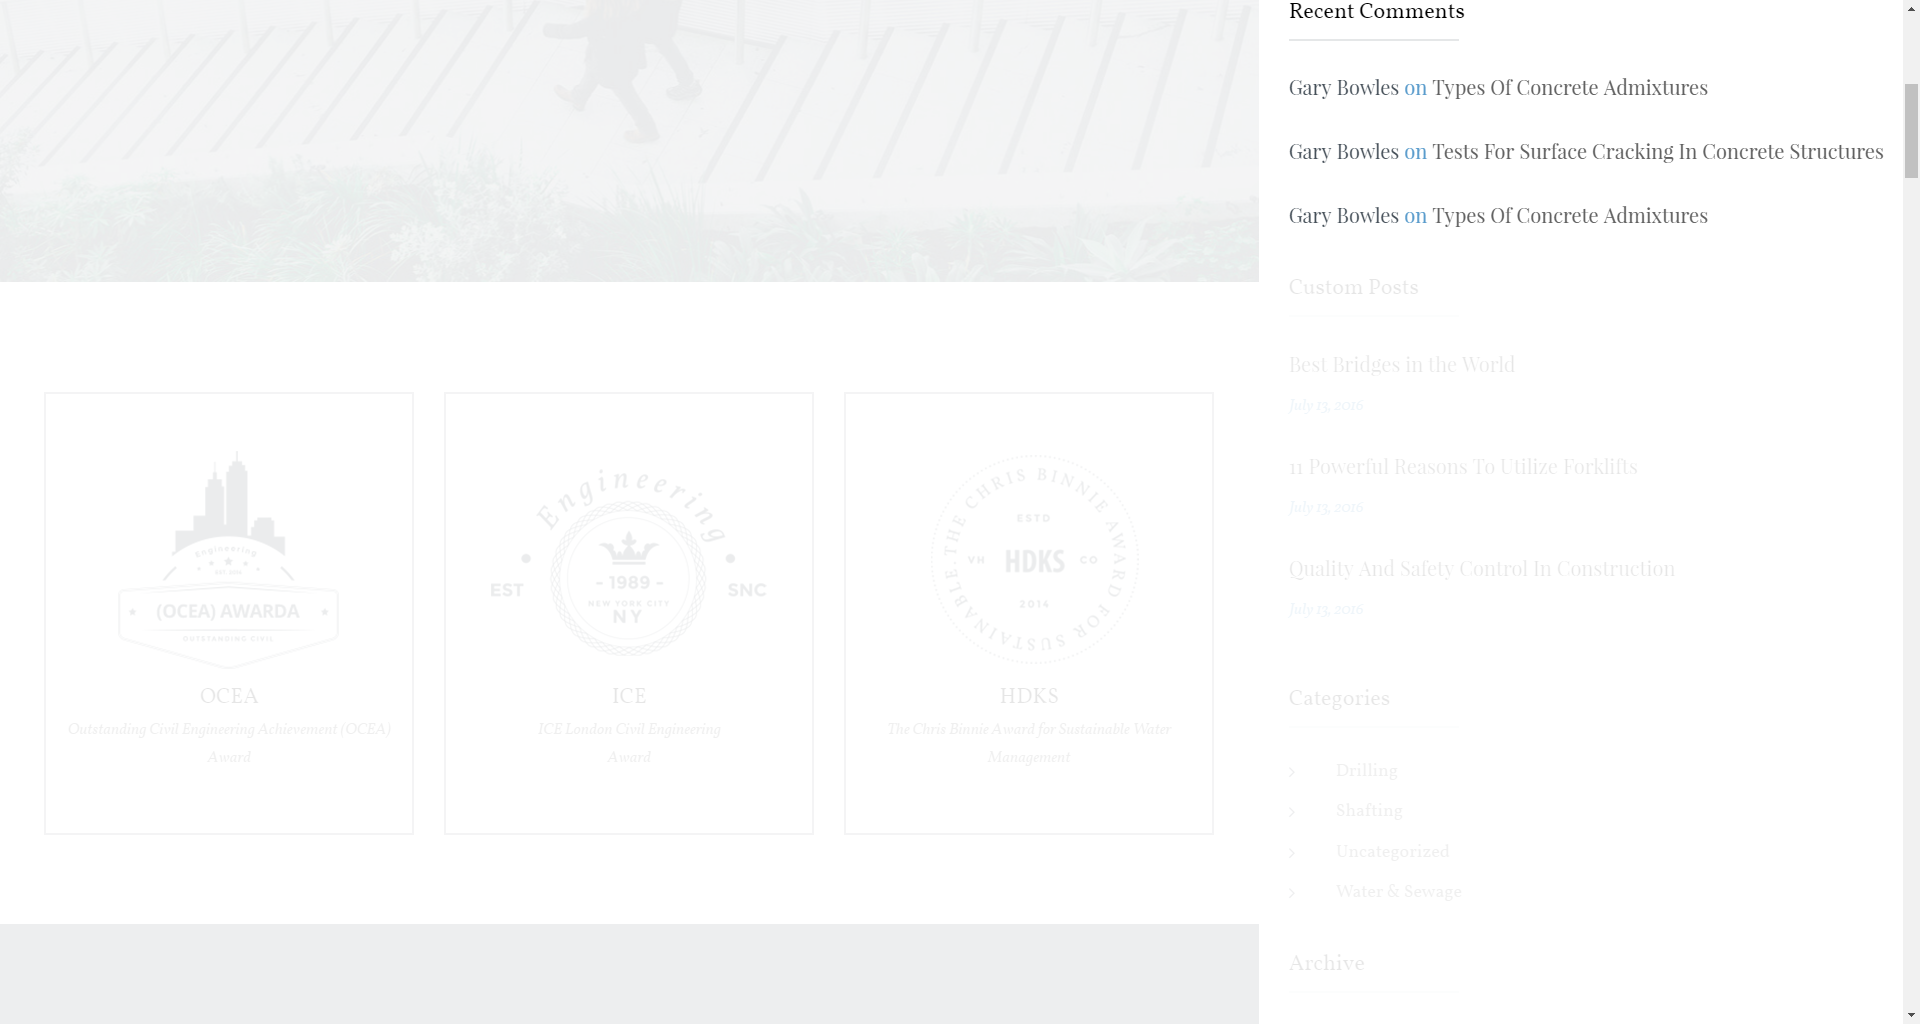 Recent Comments
Gary Bowles on Types Of Concrete Admixtures
Gary Bowles on Tests For Surface Cracking In Concrete Structures
Gary Bowles on Types Of Concrete Admixtures
Custom Posts
Best Bridges in the World
July 13, 2016
11 Powerful Reasons To Utilize Forklifts
July 13, 2016
Quality And Safety Control In Construction
July 13, 2016
Categories
Drilling
Shafting
Uncategorized
Water & Sewage
Archive
Engineering
(OCEA) AWARDA
OUTSTANDING CIVIL
OCEA
Outstanding Civil Engineering Achievement (OCEA)
Award
Engineering
EST
- 1989 -
SNC
NEW YORK CITY
NY
ICE
ICE London Civil Engineering
Award
THE CHRIS BINNIE AWARD FOR SUSTAINABLE
ESTD
VH HDKS CO
2014
HDKS
The Chris Binnie Award for Sustainable Water
Management